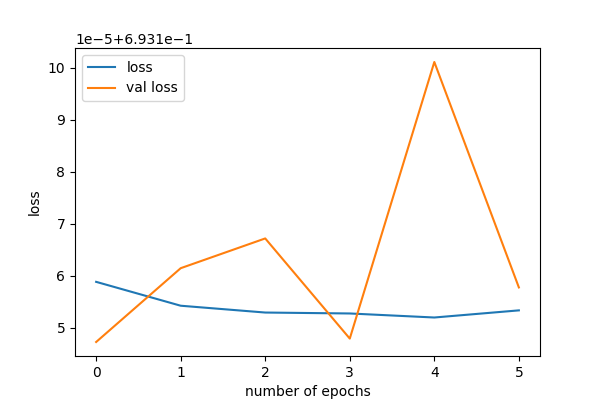 1e−5+6.931e−1
loss
val loss
10
9
8
7
6
5
loss
0 1 2 3 4 5
number of epochs